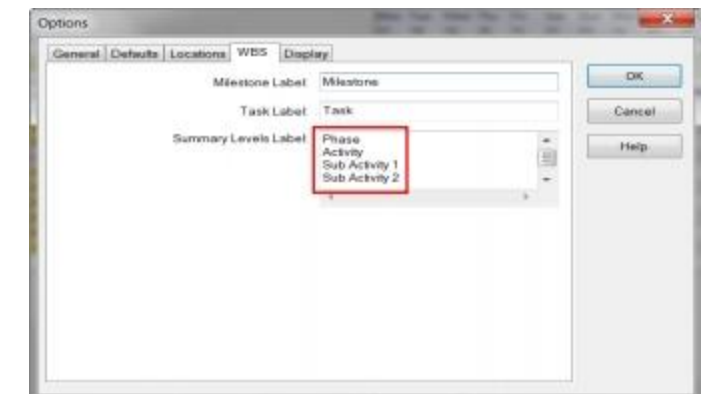 Options
General Defaults Locations WBS Display
Milestone Label: Milestone
OK
Task Label: Task
Cancel
Summary Levels Label: Phase
Activity
Sub Activity 1
Sub Activity 2
Help